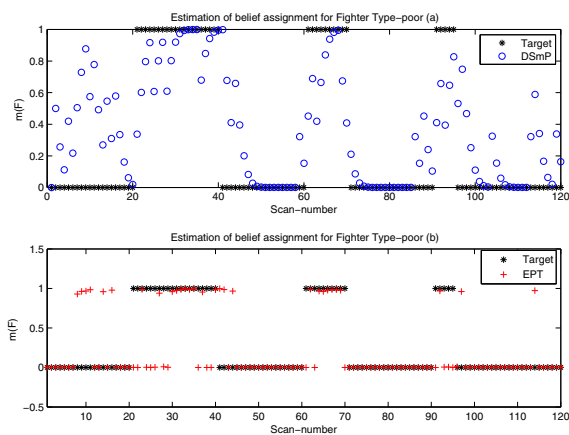 Estimation of belief assignment for Fighter Type-poor (a)
1
0.8
0.6
0.4
0.2
0
m(F)
Target
DSmP
0 20 40 60 80 100 120
Scan-number
Estimation of belief assignment for Fighter Type-poor (b)
1.5
1
0.5
0
−0.5
m(F)
Target
EPT
10 20 30 40 50 60 70 80 90 100 110 120
Scan-number